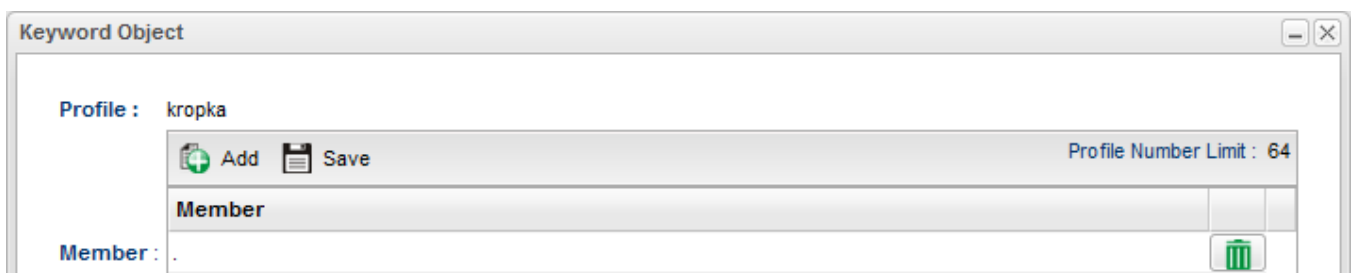 Keyword Object
Profile : kropka
Add Save Profile Number Limit : 64
Member
Member : .